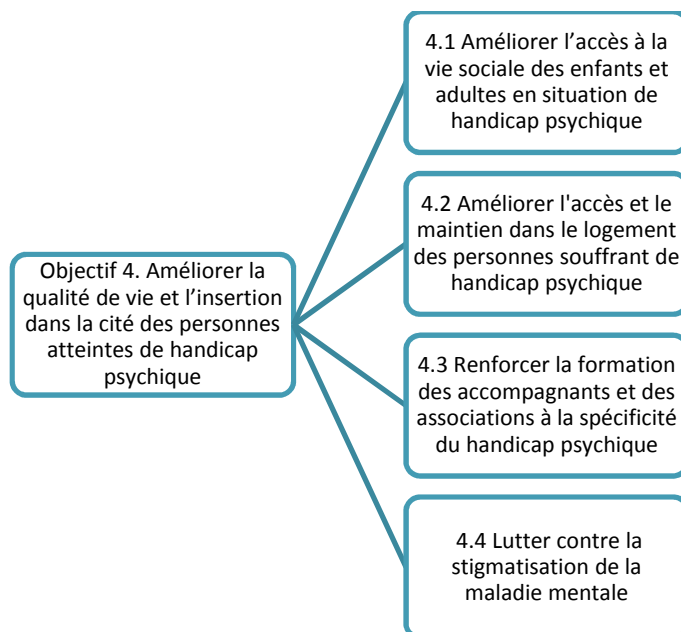 Objectif 4. Améliorer la
qualité de vie et l’insertion
dans la cité des personnes
atteintes de handicap
psychique
4.1 Améliorer l’accès à la
vie sociale des enfants et
adultes en situation de
handicap psychique
4.2 Améliorer l'accès et le
maintien dans le logement
des personnes souffrant de
handicap psychique
4.3 Renforcer la formation
des accompagnants et des
associations à la spécificité
du handicap psychique
4.4 Lutter contre la
stigmatisation de la
maladie mentale